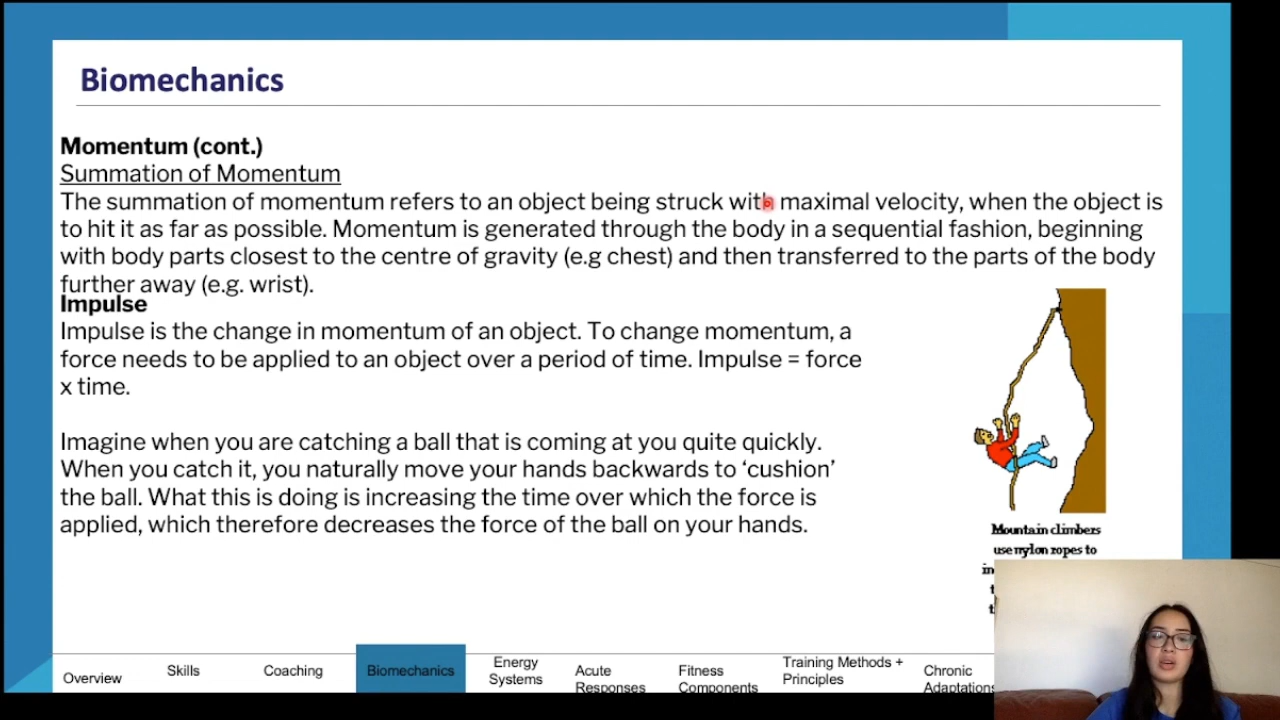 Biomechanics
Momentum (cont.)
Summation of Momentum
The summation of momentum refers to an object being struck with maximal velocity, when the object is
to hit it as far as possible. Momentum is generated through the body in a sequential fashion, beginning
with body parts closest to the centre of gravity (e.g chest) and then transferred to the parts of the body
further away (e.g. wrist).
Impulse
Impulse is the change in momentum of an object. To change momentum, a
force needs to be applied to an object over a period of time. Impulse = force
x time.
Imagine when you are catching a ball that is coming at you quite quickly.
When you catch it, you naturally move your hands backwards to ‘cushion’
the ball. What this is doing is increasing the time over which the force is
applied, which therefore decreases the force of the ball on your hands.
Mountain climbers
use nylon ropes to
Overview
Skills
Coaching
Biomechanics
Energy
Systems
Acute
Responses
Fitness
Components
Training Methods +
Principles
Chronic
Adaptations